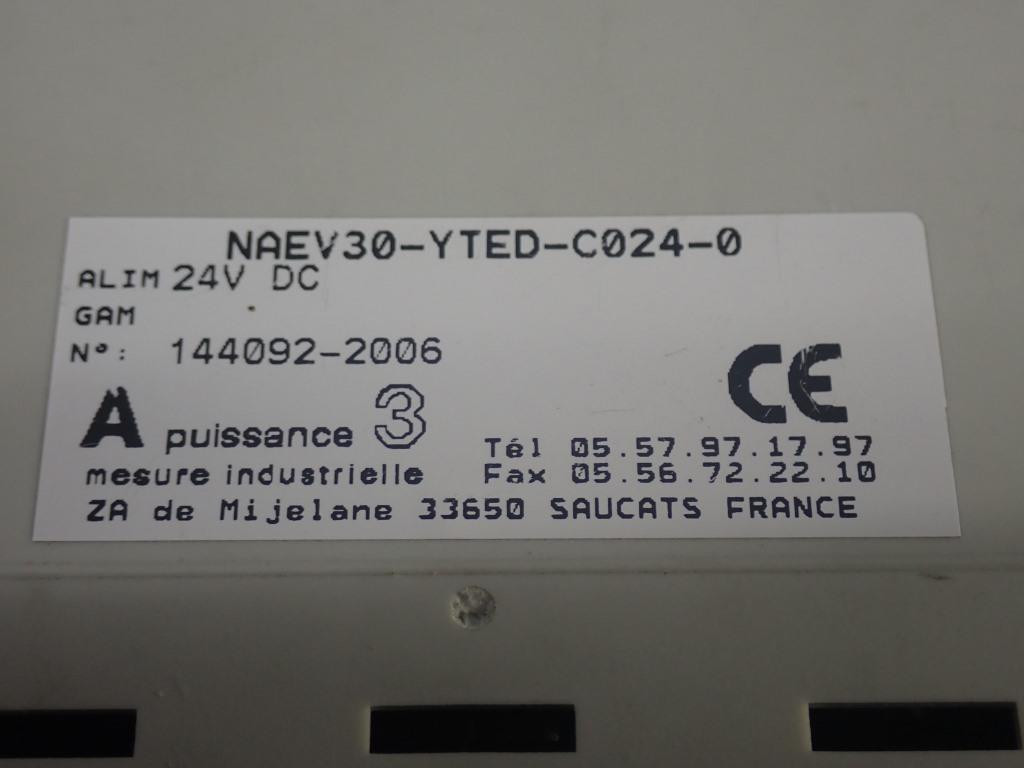 NAEV30-YTED-C024-0
ALIM 24V DC
GAM
N°: 144092-2006
CE
A puissance 3
mesure industrielle
Tél 05.57.97.17.97
Fax 05.56.72.22.10
ZA de Mijelane 33650 SAUCATS FRANCE